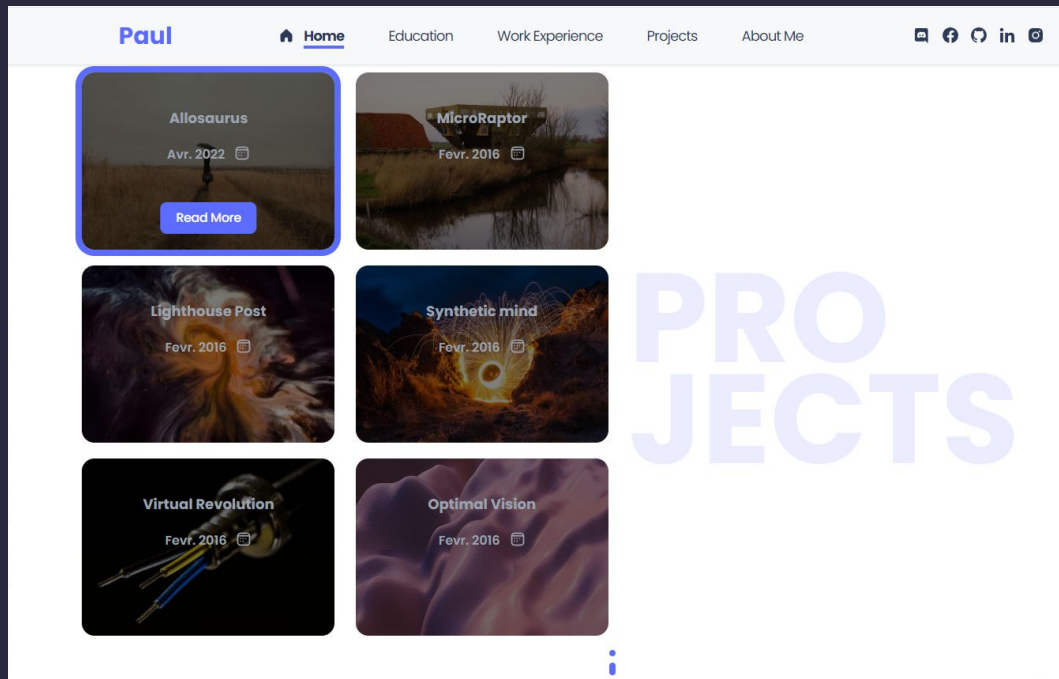 Paul
Home
Education
Work Experience
Projects
About Me
Allosaurus
Avr. 2022
Read More
MicroRaptor
Fevr. 2016
Lighthouse Post
Fevr. 2016
Synthetic mind
Fevr. 2016
Virtual Revolution
Fevr. 2016
Optimal Vision
Fevr. 2016
PRO
JECTS